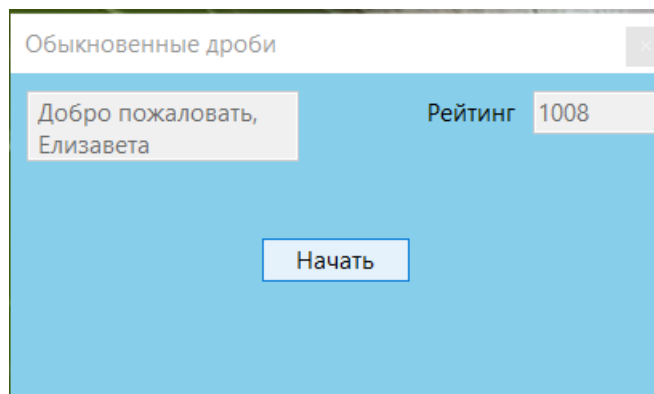 Обыкновенные дроби
Добро пожаловать,
Елизавета
Рейтинг 1008
Начать